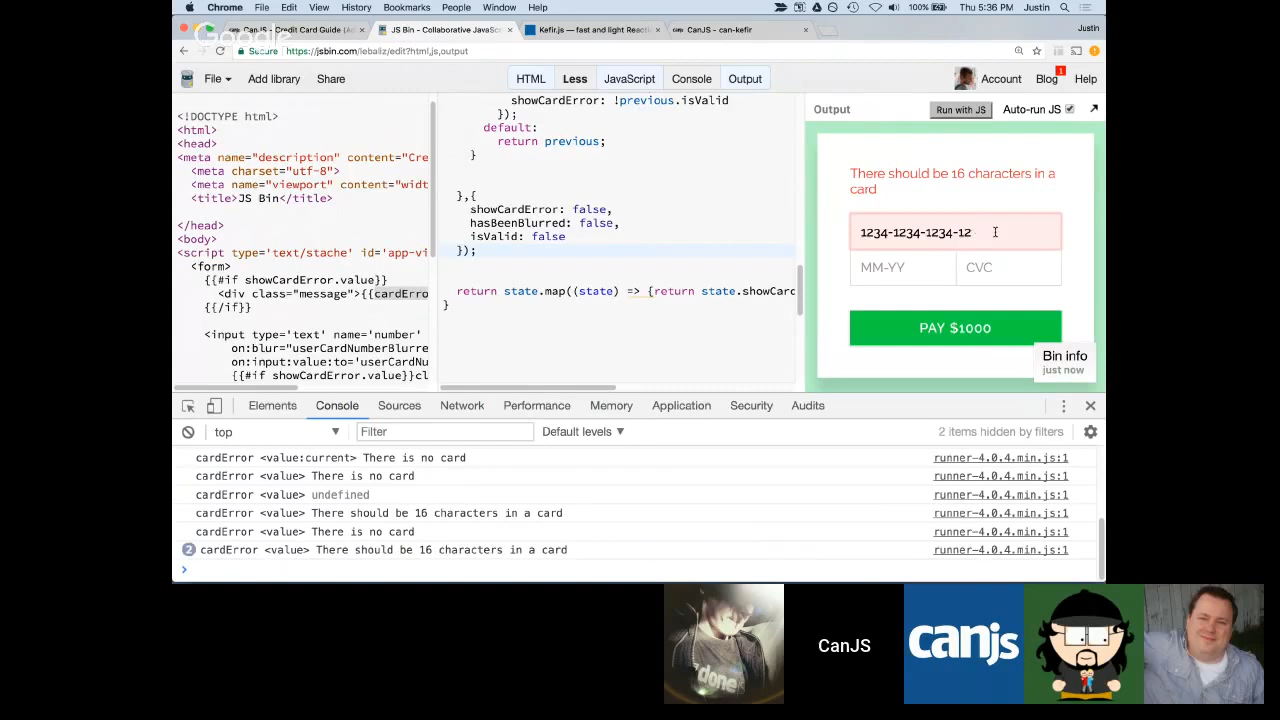 Chrome File Edit View History Bookmarks People Window Help
100% Thu 5:36 PM Justin
CanJS - Credit Card Guide (Ad
JS Bin - Collaborative JavaScri
Kefir.js — fast and light Reacti
CanJS - can-kefir
Justin
Secure https://jsbin.com/lebaliz/edit?html,js,output
File Add library Share
HTML Less JavaScript Console Output
Account Blog 1 Help
<!DOCTYPE html>
<html>
<head>
<meta name="description" content="Cre
<meta charset="utf-8">
<meta name="viewport" content="widt
<title>JS Bin</title>
</head>
<body>
<script type='text/stache' id='app-vi
<form>
{{#if showCardError.value}}
<div class="message">{{cardErro
{{/if}}
<input type='text' name='number'
on:blur="userCardNumberBlurre
on:input:value:to='userCardNu
{{#if showCardError.value}}cl
showCardError: !previous.isValid
});
default:
return previous;
}
},{
showCardError: false,
hasBeenBlurred: false,
isValid: false
});
return state.map((state) => {return state.showCarc
}
Output
Run with JS
Auto-run JS
There should be 16 characters in a
card
1234-1234-1234-12
MM-YY CVC
PAY $1000
Bin info
just now
Elements Console Sources Network Performance Memory Application Security Audits
top
Filter
Default levels
2 items hidden by filters
cardError <value:current> There is no card runner-4.0.4.min.js:1
cardError <value> There is no card runner-4.0.4.min.js:1
cardError <value> undefined runner-4.0.4.min.js:1
cardError <value> There should be 16 characters in a card runner-4.0.4.min.js:1
cardError <value> There is no card runner-4.0.4.min.js:1
2 cardError <value> There should be 16 characters in a card runner-4.0.4.min.js:1
>
done
CanJS
canjs